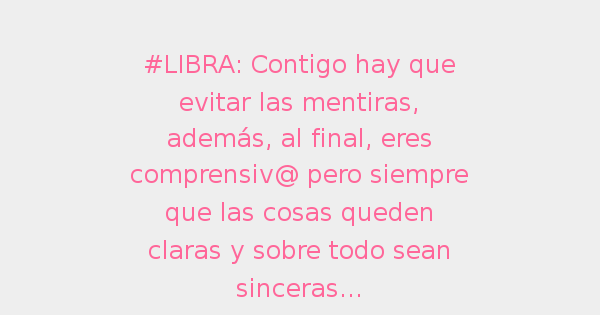 #LIBRA: Contigo hay que
evitar las mentiras,
además, al final, eres
comprensiv@ pero siempre
que las cosas queden
claras y sobre todo sean
sinceras...